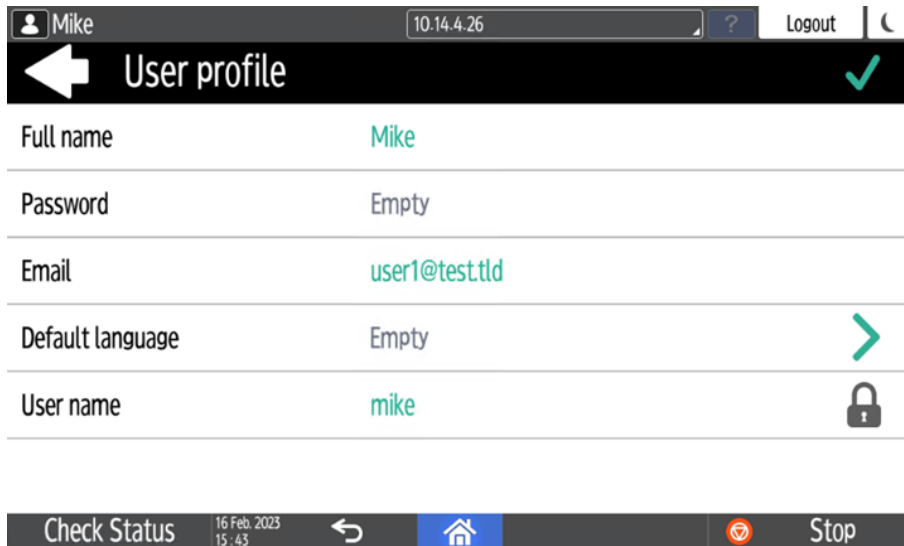 Mike 10.14.4.26 ? Logout
User profile
Full name Mike
Password Empty
Email user1@test.tld
Default language Empty
User name mike
Check Status 16 Feb. 2023 Stop
15:43